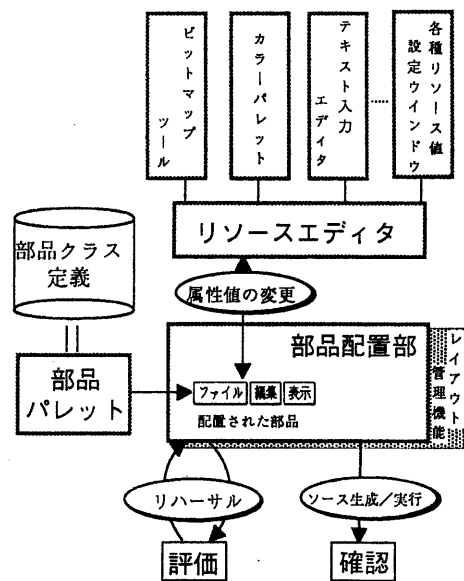 ビットマップ
ツール
カラーパレット
テキスト入力
エディタ
.....
各種リソース値
設定ウインドウ
リソースエディタ
部品クラス
定義
属性値の変更
部品配置部
レイアウト
管理機能
部品
パレット
ファイル 編集 表示
配置された部品
リハーサル
ソース生成/実行
評価
確認